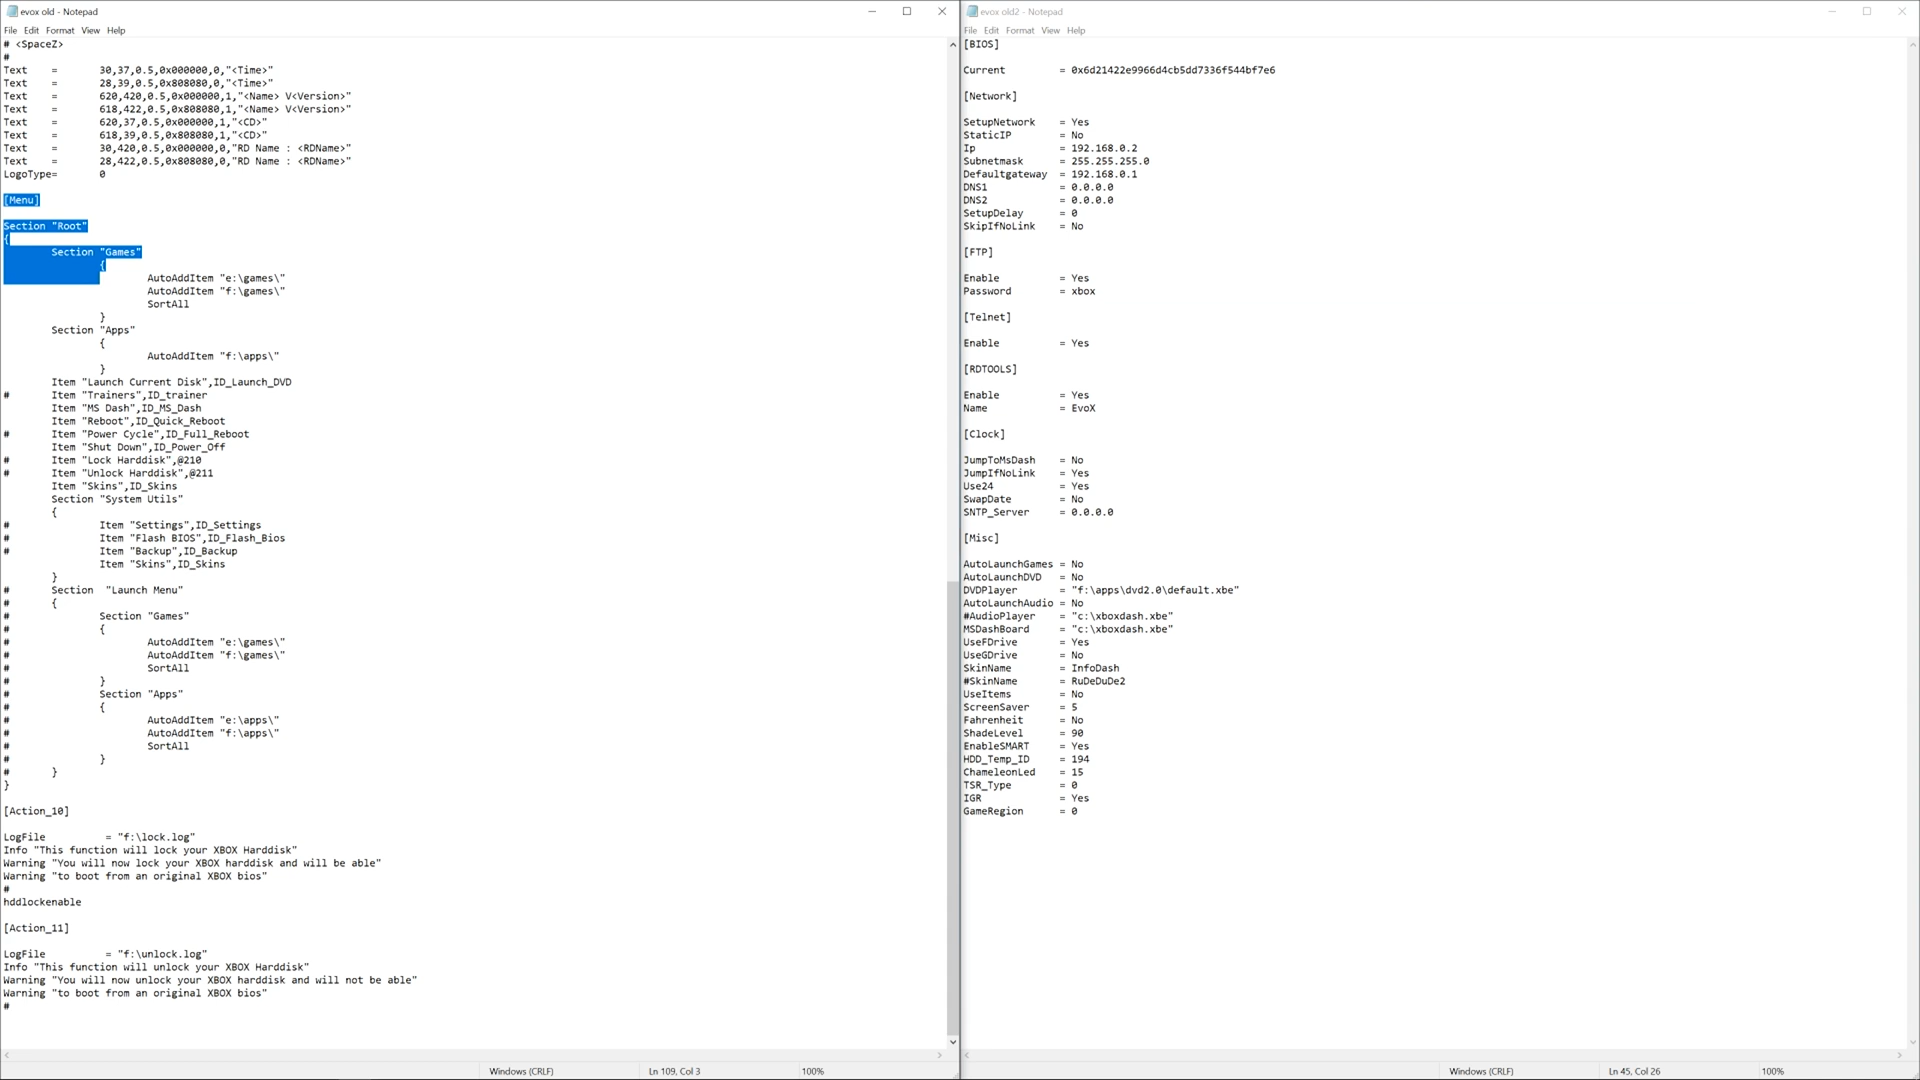 evox old - Notepad
File Edit Format View Help
# <SpaceZ>
#
Text = 30,37,0.5,0x000000,0,"<Time>"
Text = 28,39,0.5,0x808080,0,"<Time>"
Text = 620,420,0.5,0x000000,1,"<Name> V<Version>"
Text = 618,422,0.5,0x808080,1,"<Name> V<Version>"
Text = 620,37,0.5,0x000000,1,"<CD>"
Text = 618,39,0.5,0x808080,1,"<CD>"
Text = 30,420,0.5,0x000000,0,"RD Name : <RDName>"
Text = 28,422,0.5,0x808080,0,"RD Name : <RDName>"
LogoType= 0
[Menu]
Section "Root"
{
Section "Games"
{
AutoAddItem "e:\games\"
AutoAddItem "f:\games\"
SortAll
}
Section "Apps"
{
AutoAddItem "f:\apps\"
}
Item "Launch Current Disk",ID_Launch_DVD
# Item "Trainers",ID_trainer
Item "MS Dash",ID_MS_Dash
Item "Reboot",ID_Quick_Reboot
# Item "Power Cycle",ID_Full_Reboot
Item "Shut Down",ID_Power_Off
# Item "Lock Harddisk",@210
# Item "Unlock Harddisk",@211
Item "Skins",ID_Skins
Section "System Utils"
{
# Item "Settings",ID_Settings
# Item "Flash BIOS",ID_Flash_Bios
# Item "Backup",ID_Backup
Item "Skins",ID_Skins
}
# Section "Launch Menu"
# {
# Section "Games"
# {
# AutoAddItem "e:\games\"
# AutoAddItem "f:\games\"
# SortAll
# }
# Section "Apps"
# {
# AutoAddItem "e:\apps\"
# AutoAddItem "f:\apps\"
# SortAll
# }
# }
}
[Action_10]
LogFile = "f:\lock.log"
Info "This function will lock your XBOX Harddisk"
Warning "You will now lock your XBOX harddisk and will be able"
Warning "to boot from an original XBOX bios"
#
hddlockenable
[Action_11]
LogFile = "f:\unlock.log"
Info "This function will unlock your XBOX Harddisk"
Warning "You will now unlock your XBOX harddisk and will not be able"
Warning "to boot from an original XBOX bios"
#
Windows (CRLF) Ln 109, Col 3 100%
evox old2 - Notepad
File Edit Format View Help
[BIOS]
Current = 0x6d21422e9966d4cb5dd7336f544bf7e6
[Network]
SetupNetwork = Yes
StaticIP = No
Ip = 192.168.0.2
Subnetmask = 255.255.255.0
Defaultgateway = 192.168.0.1
DNS1 = 0.0.0.0
DNS2 = 0.0.0.0
SetupDelay = 0
SkipIfNoLink = No
[FTP]
Enable = Yes
Password = xbox
[Telnet]
Enable = Yes
[RDTOOLS]
Enable = Yes
Name = EvoX
[Clock]
JumpToMsDash = No
JumpIfNoLink = Yes
Use24 = Yes
SwapDate = No
SNTP_Server = 0.0.0.0
[Misc]
AutoLaunchGames = No
AutoLaunchDVD = No
DVDPlayer = "f:\apps\dvd2.0\default.xbe"
AutoLaunchAudio = No
#AudioPlayer = "c:\xboxdash.xbe"
MSDashBoard = "c:\xboxdash.xbe"
UseFDrive = Yes
UseGDrive = No
SkinName = InfoDash
#SkinName = RuDeDuDe2
UseItems = No
ScreenSaver = 5
Fahrenheit = No
ShadeLevel = 90
EnableSMART = Yes
HDD_Temp_ID = 194
ChameleonLed = 15
TSR_Type = 0
IGR = Yes
GameRegion = 0
Windows (CRLF) Ln 45, Col 26 100%